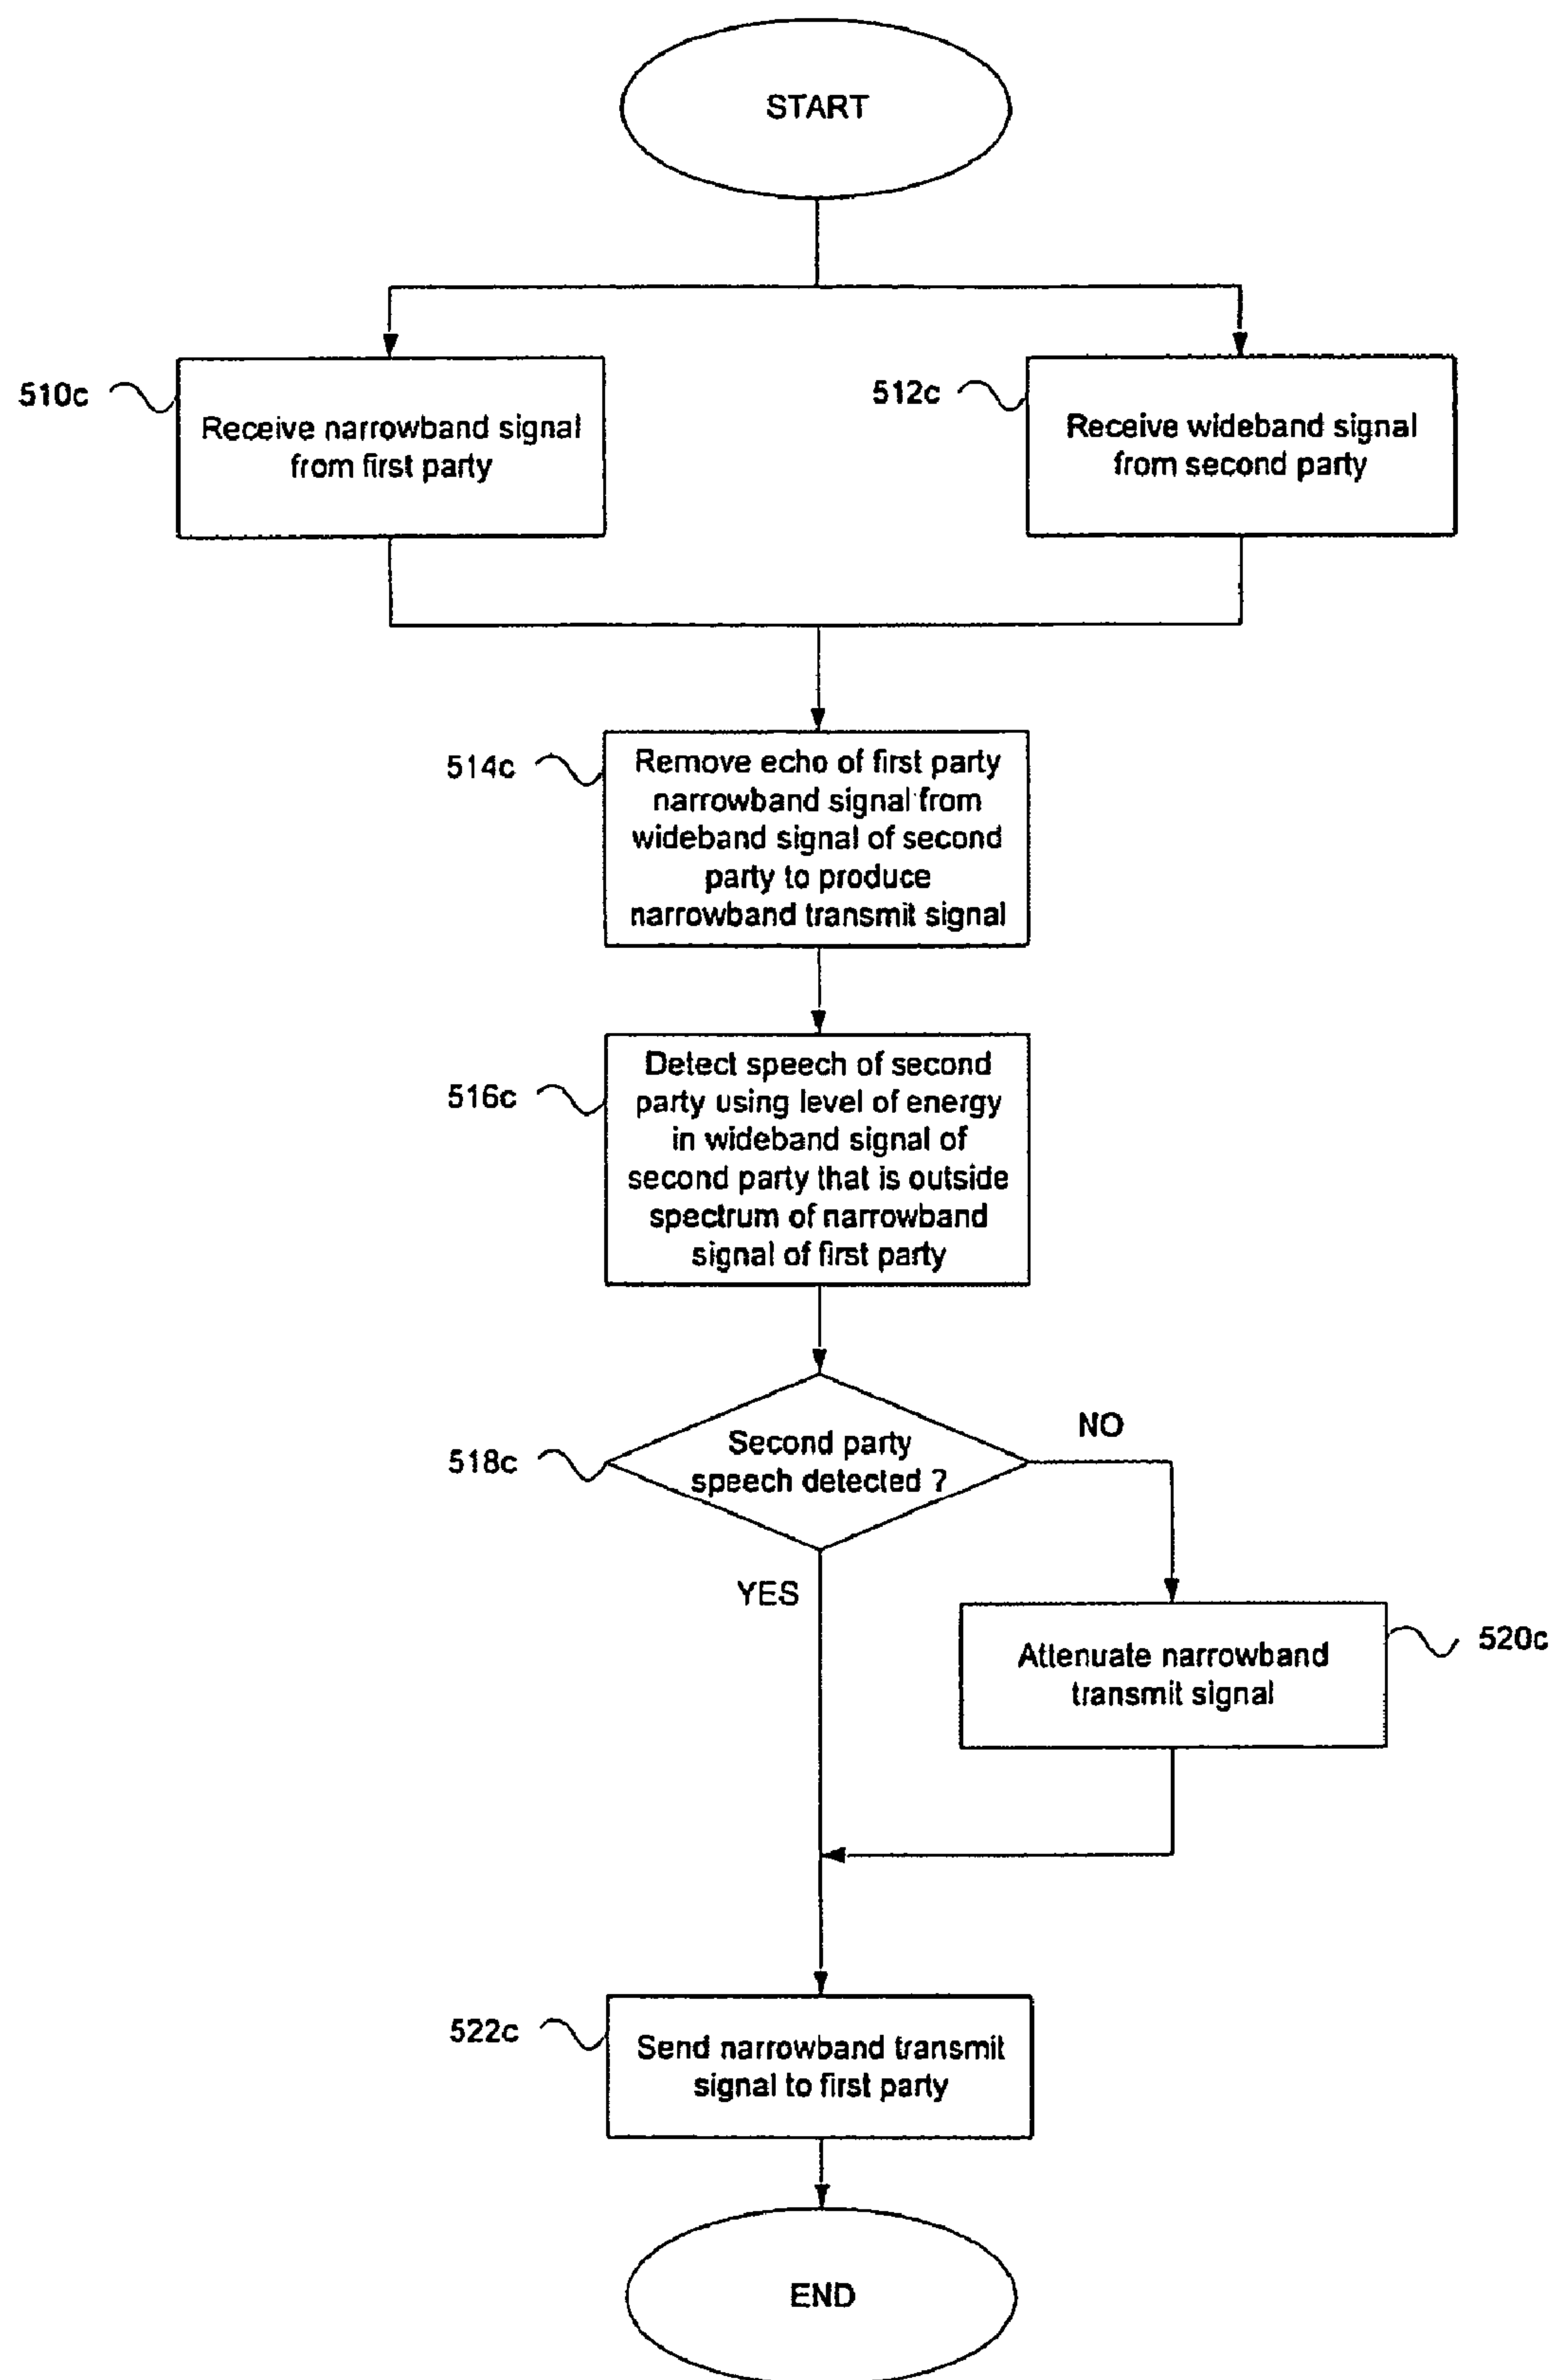 START
510c
Receive narrowband signal
from first party
512c
Receive wideband signal
from second party
514c
Remove echo of first party
narrowband signal from
wideband signal of second
party to produce
narrowband transmit signal
516c
Detect speech of second
party using level of energy
in wideband signal of
second party that is outside
spectrum of narrowband
signal of first party
518c
Second party
speech detected ?
NO
YES
520c
Attenuate narrowband
transmit signal
522c
Send narrowband transmit
signal to first party
END